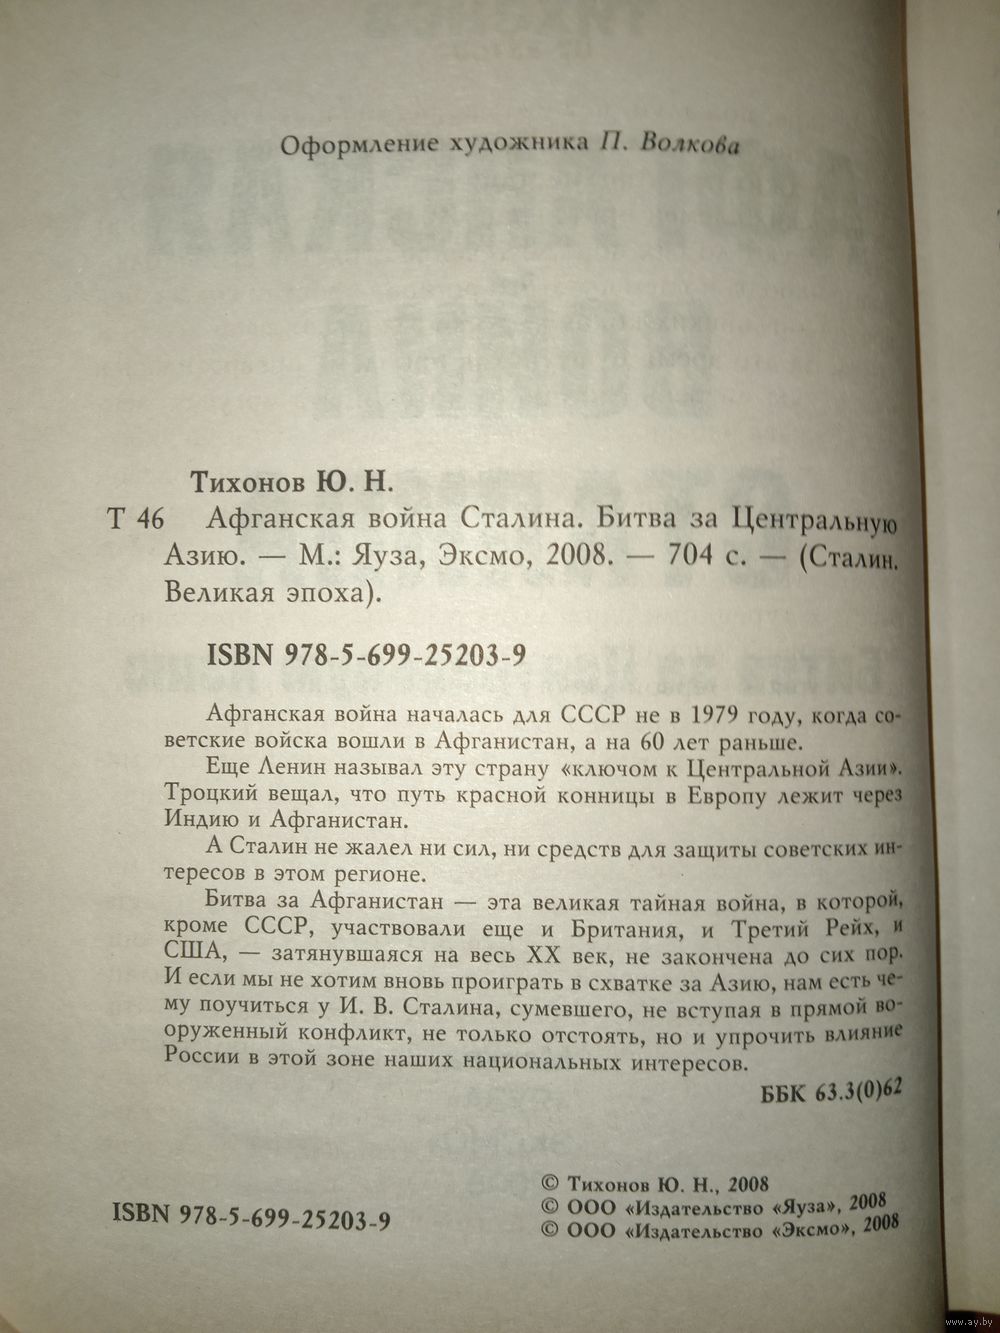 Оформление художника П. Волкова
Тихонов Ю. Н.
Т 46 Афганская война Сталина. Битва за Центральную
Азию. — М.: Яуза, Эксмо, 2008. — 704 с. — (Сталин.
Великая эпоха).
ISBN 978-5-699-25203-9
Афганская война началась для СССР не в 1979 году, когда со-
ветские войска вошли в Афганистан, а на 60 лет раньше.
Еще Ленин называл эту страну «ключом к Центральной Азии».
Троцкий вещал, что путь красной конницы в Европу лежит через
Индию и Афганистан.
А Сталин не жалел ни сил, ни средств для защиты советских ин-
тересов в этом регионе.
Битва за Афганистан — эта великая тайная война, в которой,
кроме СССР, участвовали еще и Британия, и Третий Рейх, и
США, — затянувшаяся на весь XX век, не закончена до сих пор.
И если мы не хотим вновь проиграть в схватке за Азию, нам есть че-
му поучиться у И. В. Сталина, сумевшего, не вступая в прямой во-
оруженный конфликт, не только отстоять, но и упрочить влияние
России в этой зоне наших национальных интересов.
ББК 63.3(0)62
© Тихонов Ю. Н., 2008
© ООО «Издательство «Яуза», 2008
© ООО «Издательство «Эксмо», 2008
ISBN 978-5-699-25203-9
www.ay.by